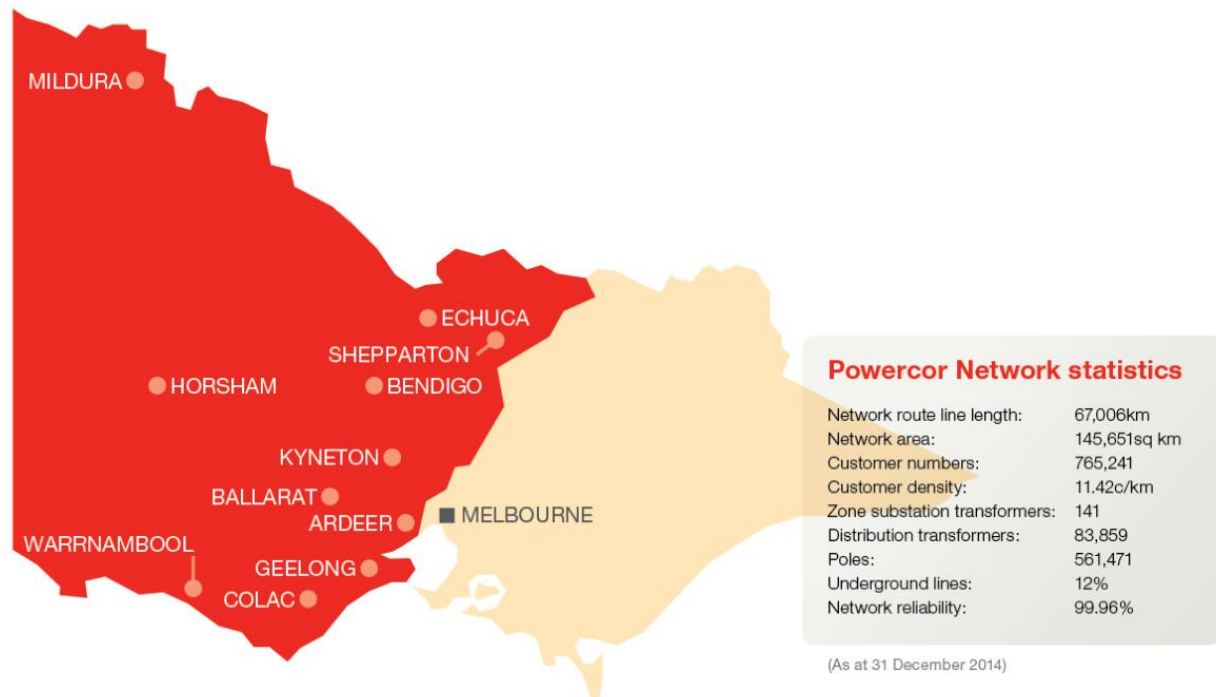 MILDURA
ECHUCA
SHEPPARTON
HORSHAM
BENDIGO
KYNETON
BALLARAT
ARDEER
MELBOURNE
WARRNAMBOOL
GEELONG
COLAC
Powercor Network statistics
Network route line length: 67,006km
Network area: 145,651sq km
Customer numbers: 765,241
Customer density: 11.42c/km
Zone substation transformers: 141
Distribution transformers: 83,859
Poles: 561,471
Underground lines: 12%
Network reliability: 99.96%
(As at 31 December 2014)